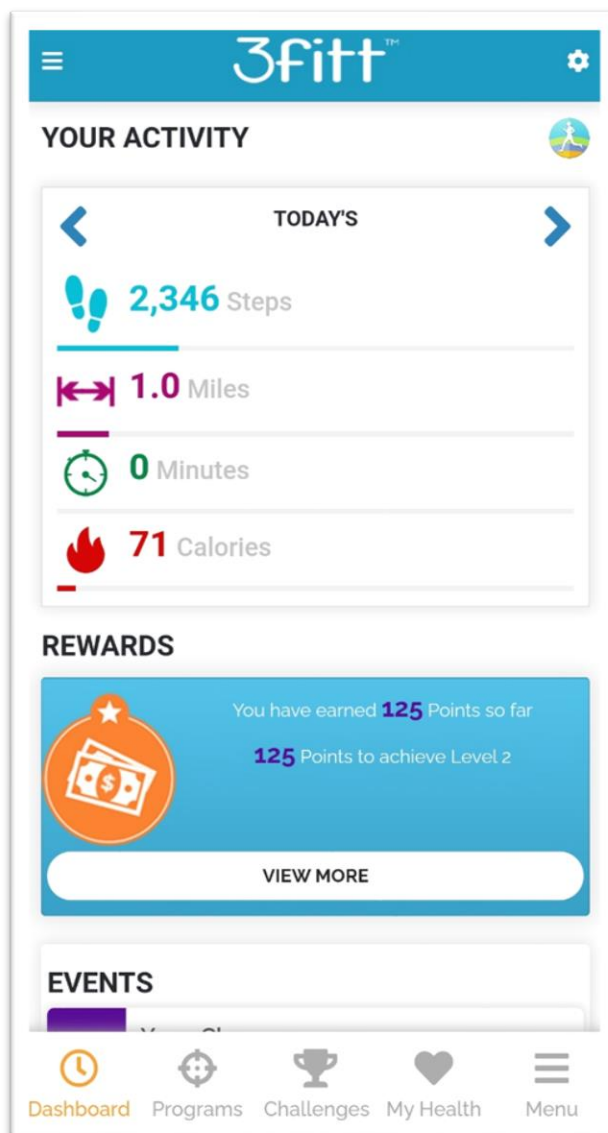 3fitt™
YOUR ACTIVITY
TODAY'S
2,346 Steps
1.0 Miles
0 Minutes
71 Calories
REWARDS
You have earned 125 Points so far
125 Points to achieve Level 2
VIEW MORE
EVENTS
Dashboard Programs Challenges My Health Menu